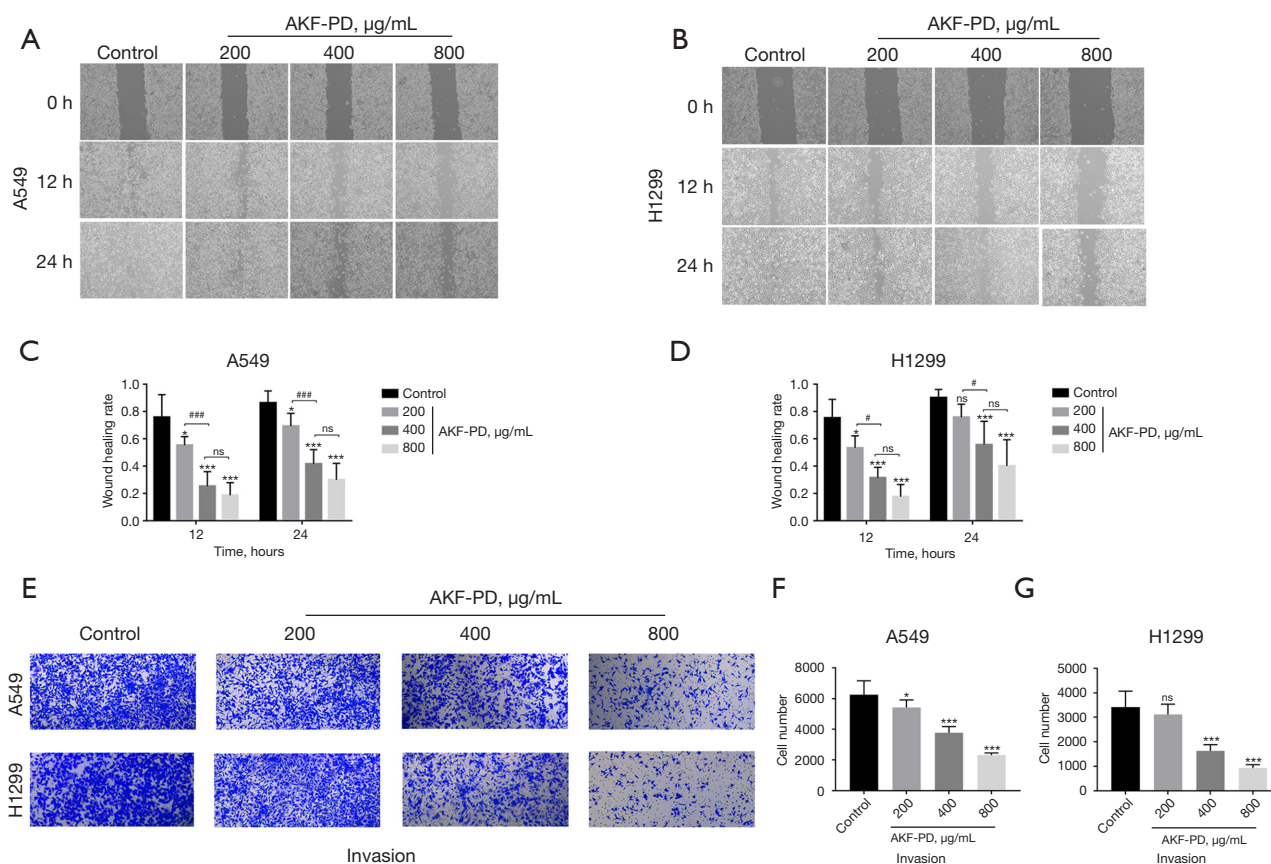 A
AKF-PD, µg/mL
Control 200 400 800
0 h
12 h
24 h
A549
B
AKF-PD, µg/mL
Control 200 400 800
0 h
12 h
24 h
H1299
C
A549
Wound healing rate
1.0
0.8
0.6
0.4
0.2
0.0
* ### *** ns ***
* ### *** ns ***
12 24
Time, hours
Control
200
400
800
AKF-PD, µg/mL
D
H1299
Wound healing rate
1.0
0.8
0.6
0.4
0.2
0.0
* # *** ns ***
ns # *** ns ***
12 24
Time, hours
Control
200
400
800
AKF-PD, µg/mL
E
AKF-PD, µg/mL
Control 200 400 800
A549
H1299
Invasion
F
A549
Cell number
8000
6000
4000
2000
0
* *** ***
Control 200 400 800
AKF-PD, µg/mL
Invasion
G
H1299
Cell number
5000
4000
3000
2000
1000
0
ns *** ***
Control 200 400 800
AKF-PD, µg/mL
Invasion